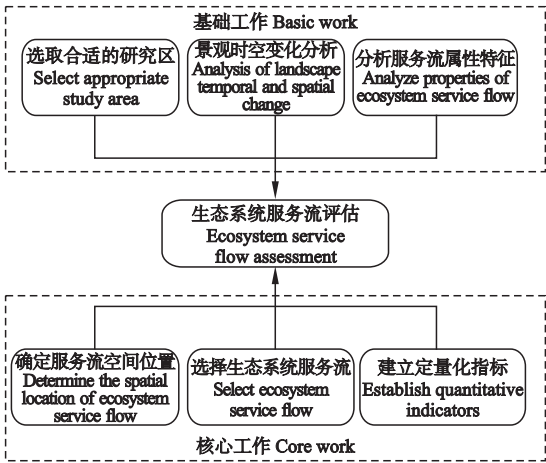 基础工作 Basic work
选取合适的研究区
Select appropriate
study area
景观时空变化分析
Analysis of landscape
temporal and spatial
change
分析服务流属性特征
Analyze properties of
ecosystem service flow
生态系统服务流评估
Ecosystem service
flow assessment
确定服务流空间位置
Determine the spatial
location of ecosystem
service flow
选择生态系统服务流
Select ecosystem
service flow
建立定量化指标
Establish quantitative
indicators
核心工作 Core work